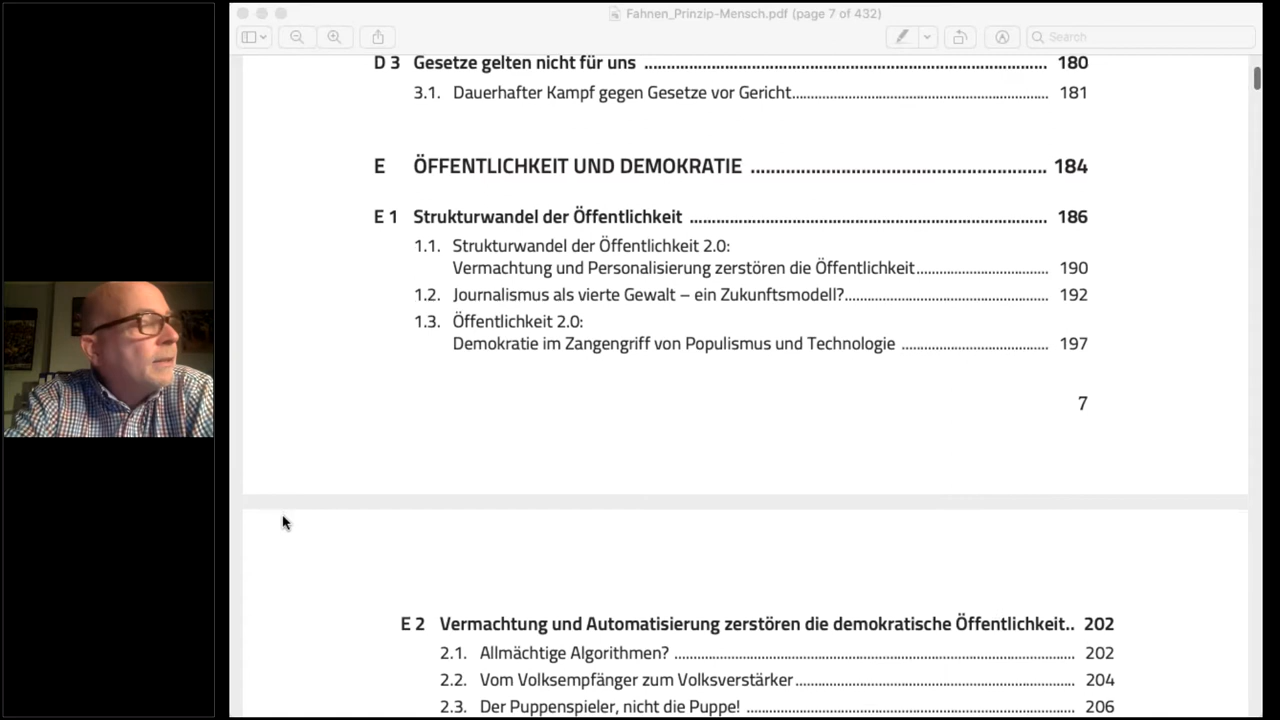 Fahnen_Prinzip-Mensch.pdf (page 7 of 432)
Search
D 3 Gesetze gelten nicht für uns .......... 180
3.1. Dauerhafter Kampf gegen Gesetze vor Gericht.......... 181
E ÖFFENTLICHKEIT UND DEMOKRATIE .......... 184
E 1 Strukturwandel der Öffentlichkeit .......... 186
1.1. Strukturwandel der Öffentlichkeit 2.0:
Vermachtung und Personalisierung zerstören die Öffentlichkeit.......... 190
1.2. Journalismus als vierte Gewalt – ein Zukunftsmodell?.......... 192
1.3. Öffentlichkeit 2.0:
Demokratie im Zangengriff von Populismus und Technologie .......... 197
7
E 2 Vermachtung und Automatisierung zerstören die demokratische Öffentlichkeit.. 202
2.1. Allmächtige Algorithmen? .......... 202
2.2. Vom Volksempfänger zum Volksverstärker.......... 204
2.3. Der Puppenspieler, nicht die Puppe! .......... 206